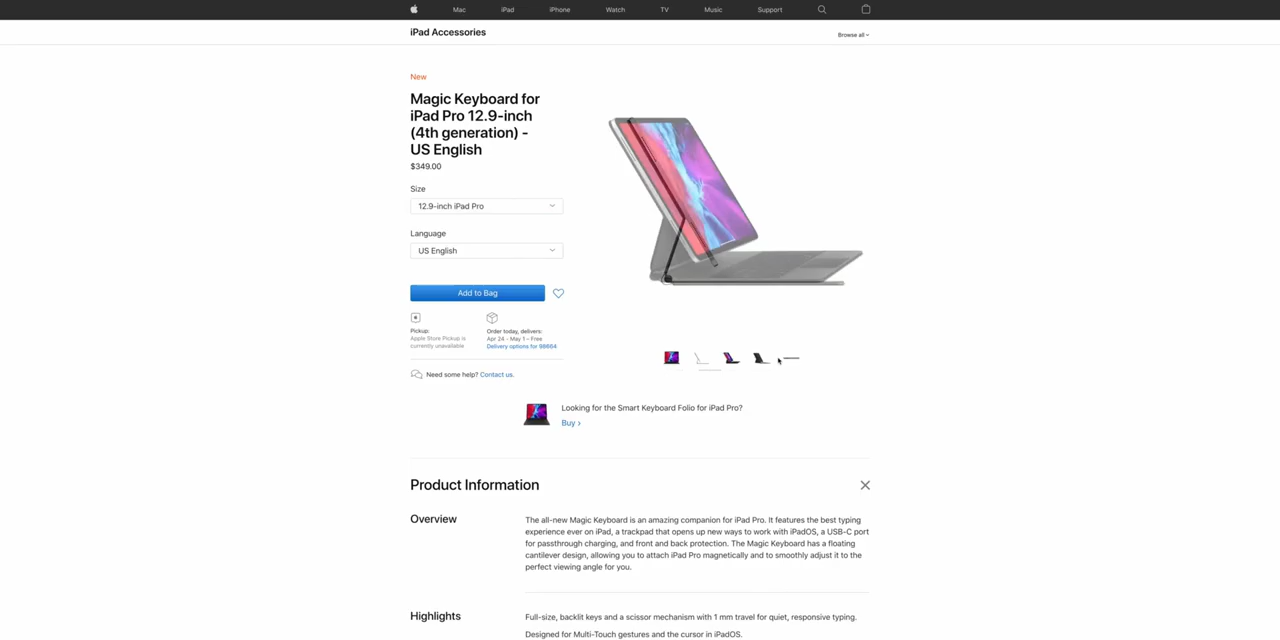 Mac iPad iPhone Watch TV Music Support
iPad Accessories
Browse all
New
Magic Keyboard for
iPad Pro 12.9-inch
(4th generation) -
US English
$349.00
Size
12.9-inch iPad Pro
Language
US English
Add to Bag
Pickup:
Apple Store Pickup is
currently unavailable
Order today, delivers:
Apr 24 - May 1 – Free
Delivery options for 98664
Need some help? Contact us.
Looking for the Smart Keyboard Folio for iPad Pro?
Buy ›
Product Information
Overview
The all-new Magic Keyboard is an amazing companion for iPad Pro. It features the best typing
experience ever on iPad, a trackpad that opens up new ways to work with iPadOS, a USB-C port
for passthrough charging, and front and back protection. The Magic Keyboard has a floating
cantilever design, allowing you to attach iPad Pro magnetically and to smoothly adjust it to the
perfect viewing angle for you.
Highlights
Full-size, backlit keys and a scissor mechanism with 1 mm travel for quiet, responsive typing.
Designed for Multi-Touch gestures and the cursor in iPadOS.